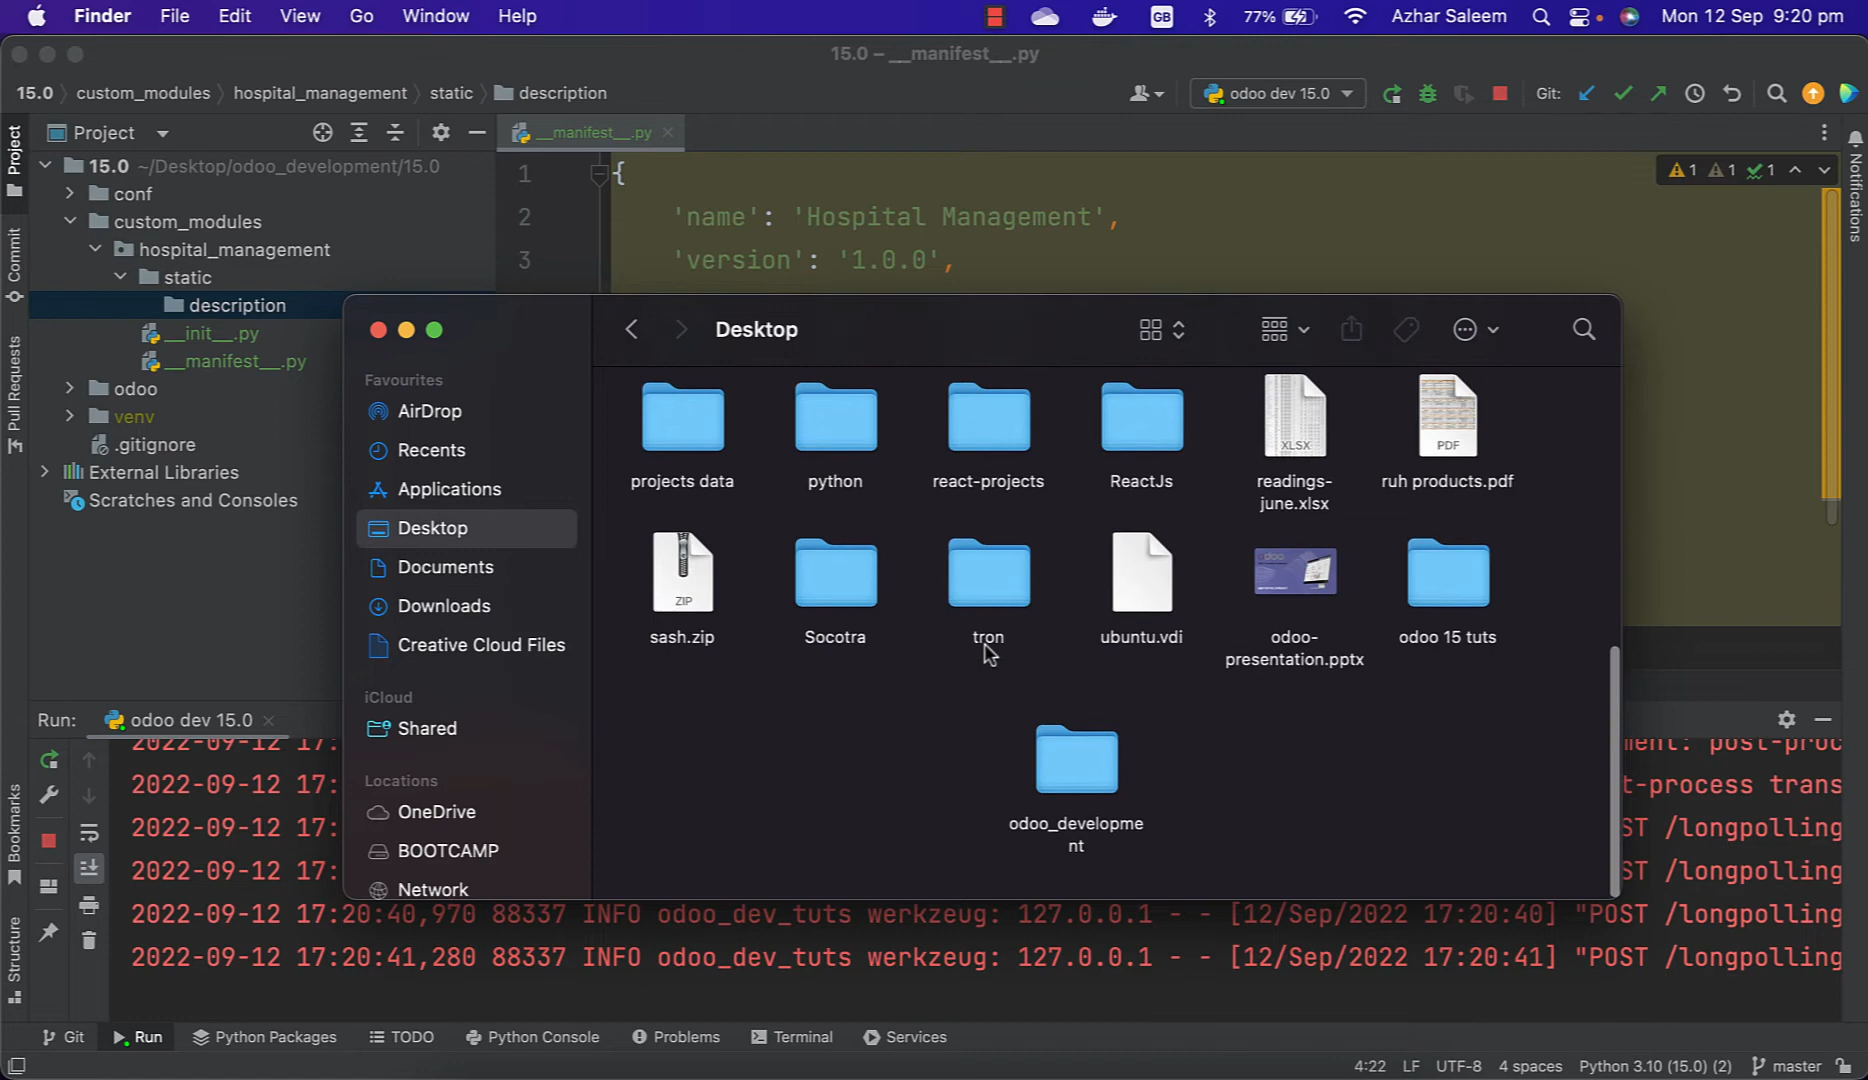 Finder File Edit View Go Window Help GB 77% Azhar Saleem Mon 12 Sep 9:20 pm
15.0 – __manifest__.py
15.0 custom_modules hospital_management static description odoo dev 15.0 Git:
Project
Project
__manifest__.py
15.0 ~/Desktop/odoo_development/15.0
conf
custom_modules
hospital_management
static
description
__init__.py
__manifest__.py
odoo
venv
.gitignore
External Libraries
Scratches and Consoles
Commit
Pull Requests
Bookmarks
Structure
Notifications
1 {
2 'name': 'Hospital Management',
3 'version': '1.0.0',
1 1 1
Desktop
Favourites
AirDrop
Recents
Applications
Desktop
Documents
Downloads
Creative Cloud Files
iCloud
Shared
Locations
OneDrive
BOOTCAMP
Network
XLSX PDF
projects data python react-projects ReactJs readings-june.xlsx ruh products.pdf
ZIP odoo
sash.zip Socotra tron ubuntu.vdi odoo-presentation.pptx odoo 15 tuts
odoo_developme
nt
Run: odoo dev 15.0
2022-09-12 17: ment: post-proc
2022-09-12 17: t-process trans
2022-09-12 17: ST /longpolling
2022-09-12 17: ST /longpolling
2022-09-12 17:20:40,970 88337 INFO odoo_dev_tuts werkzeug: 127.0.0.1 - - [12/Sep/2022 17:20:40] "POST /longpolling
2022-09-12 17:20:41,280 88337 INFO odoo_dev_tuts werkzeug: 127.0.0.1 - - [12/Sep/2022 17:20:41] "POST /longpolling
Git Run Python Packages TODO Python Console Problems Terminal Services
4:22 LF UTF-8 4 spaces Python 3.10 (15.0) (2) master